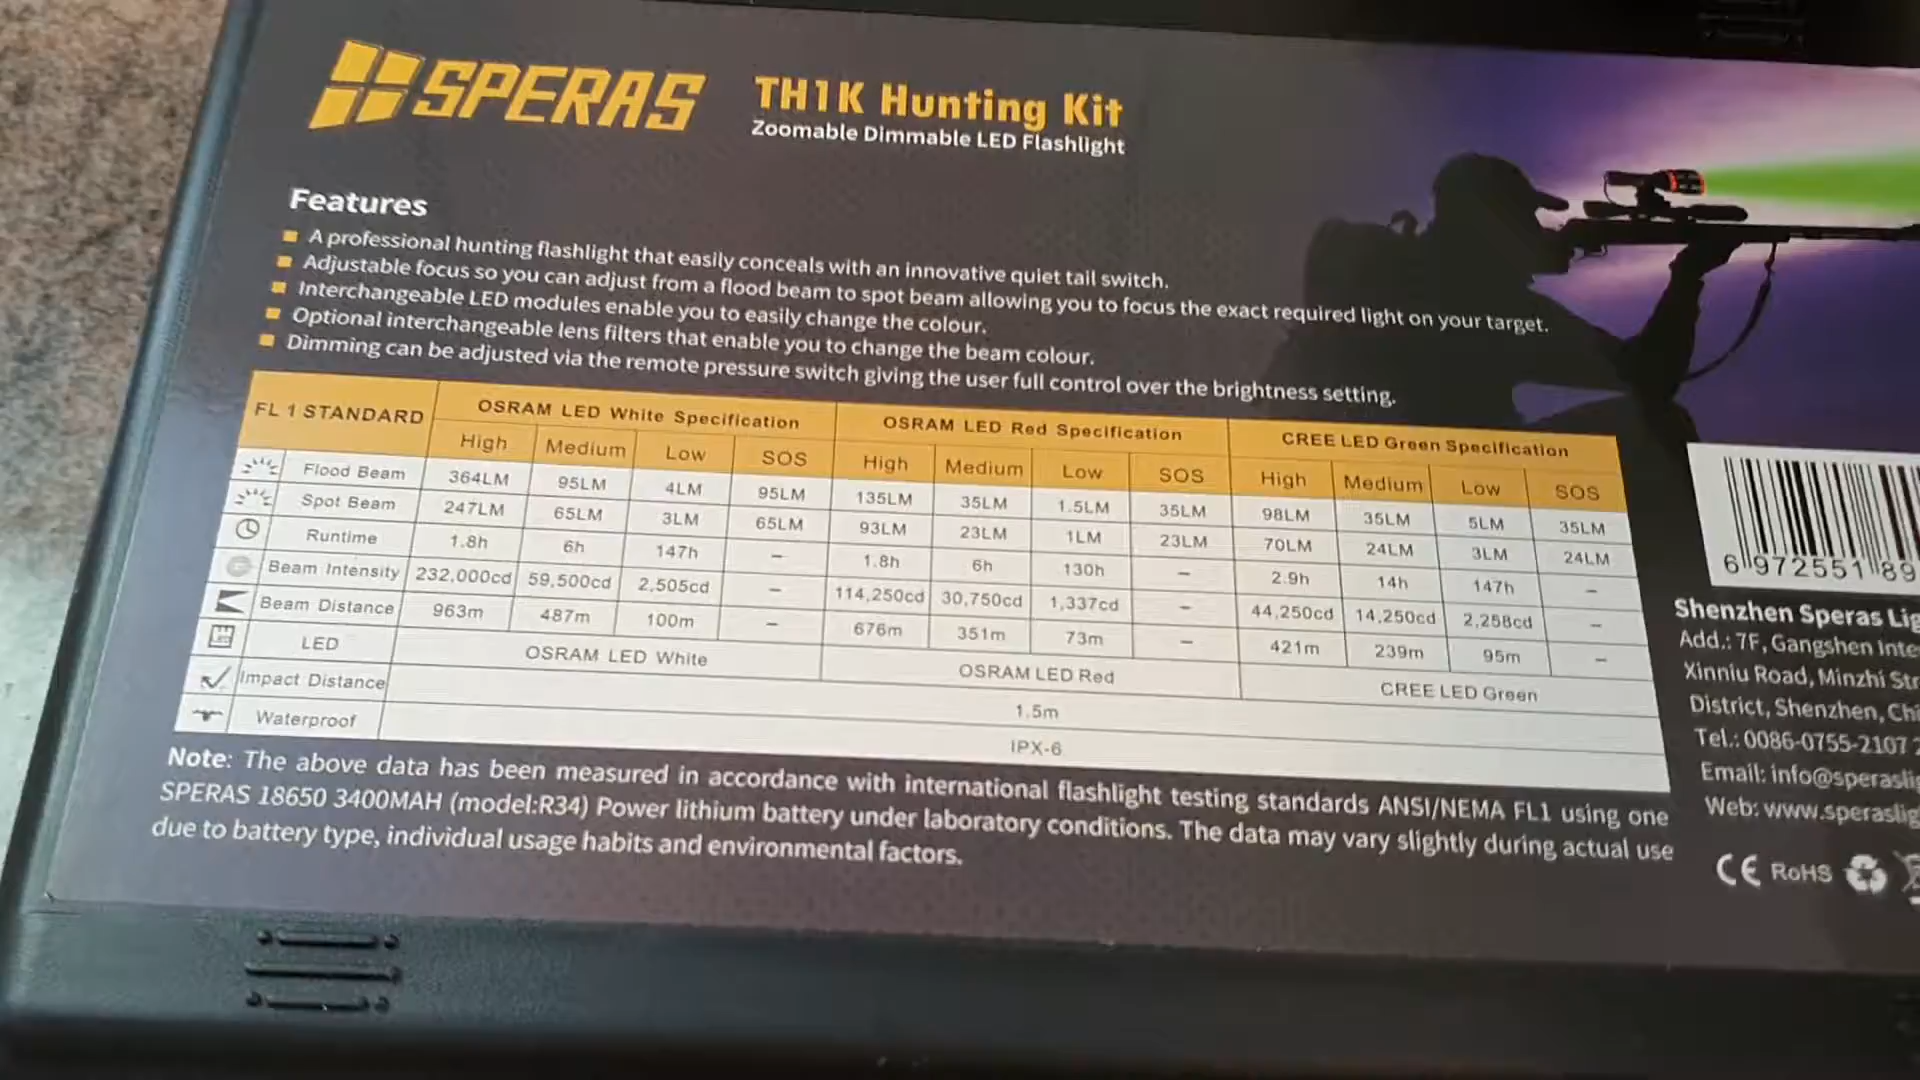 SPERAS
TH1K Hunting Kit
Zoomable Dimmable LED Flashlight
Features
A professional hunting flashlight that easily conceals with an innovative quiet tail switch.
Adjustable focus so you can adjust from a flood beam to spot beam allowing you to focus the exact required light on your target.
Interchangeable LED modules enable you to easily change the colour.
Optional interchangeable lens filters that enable you to change the beam colour.
Dimming can be adjusted via the remote pressure switch giving the user full control over the brightness setting.
FL 1 STANDARD OSRAM LED White Specification OSRAM LED Red Specification CREE LED Green Specification
High Medium Low SOS High Medium Low SOS High Medium Low SOS
Flood Beam 364LM 95LM 4LM 95LM 135LM 35LM 1.5LM 35LM 98LM 35LM 5LM 35LM
Spot Beam 247LM 65LM 3LM 65LM 93LM 23LM 1LM 23LM 70LM 24LM 3LM 24LM
Runtime 1.8h 6h 147h – 1.8h 6h 130h – 2.9h 14h 147h –
Beam Intensity 232,000cd 59,500cd 2,505cd – 114,250cd 30,750cd 1,337cd – 44,250cd 14,250cd 2,258cd –
Beam Distance 963m 487m 100m – 676m 351m 73m – 421m 239m 95m –
LED OSRAM LED White OSRAM LED Red CREE LED Green
Impact Distance 1.5m
Waterproof IPX-6
Note: The above data has been measured in accordance with international flashlight testing standards ANSI/NEMA FL1 using one
SPERAS 18650 3400MAH (model:R34) Power lithium battery under laboratory conditions. The data may vary slightly during actual use
due to battery type, individual usage habits and environmental factors.
6 972551 89
Shenzhen Speras Lig
Add.: 7F, Gangshen Inte
Xinniu Road, Minzhi Str
District, Shenzhen, Chi
Tel.: 0086-0755-2107 2
Email: info@speraslig
Web: www.speraslig
CE RoHS